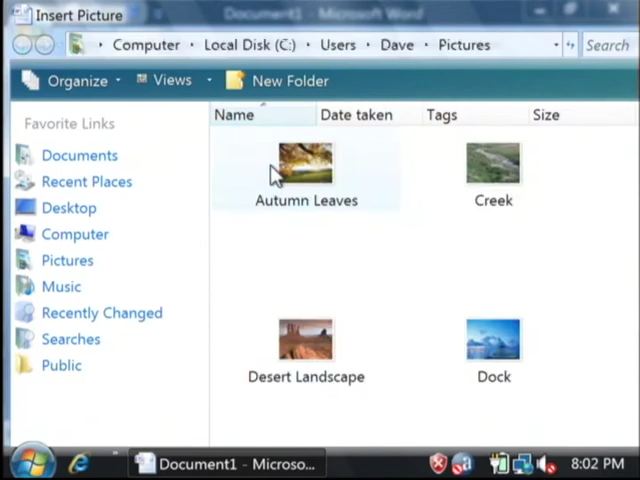 Insert Picture
Document1 - Microsoft Word
Computer Local Disk (C:) Users Dave Pictures Search
Organize Views New Folder
Favorite Links
Documents
Recent Places
Desktop
Computer
Pictures
Music
Recently Changed
Searches
Public
Name Date taken Tags Size
Autumn Leaves Creek
Desert Landscape Dock
Document1 - Microso... 8:02 PM